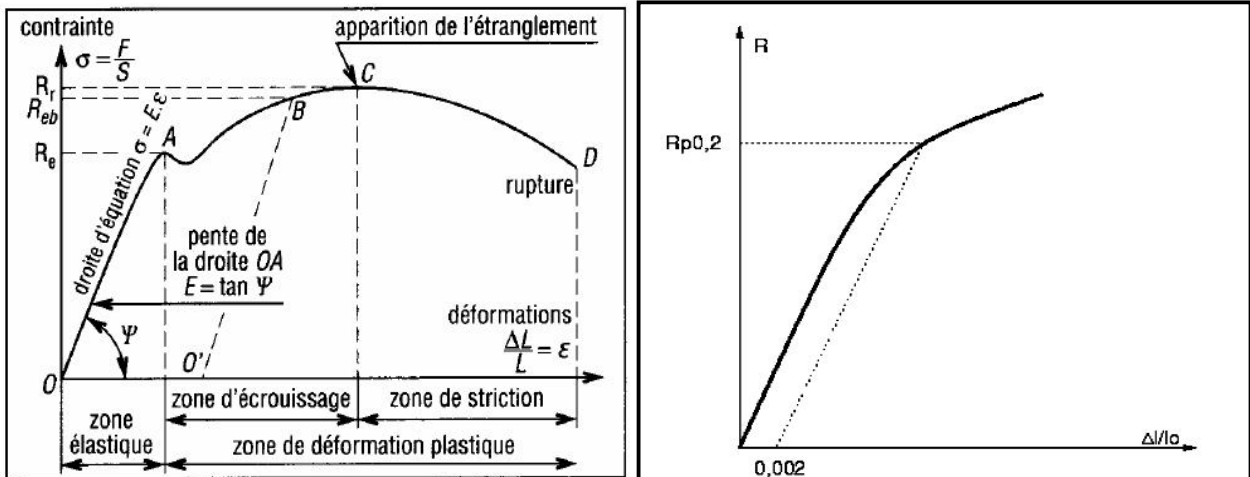 contrainte
σ = F/S
apparition de l'étranglement
R_r
R_eb
R_e
droite d'équation σ = E.ε
A
B
C
D
rupture
pente de
la droite OA
E = tan Ψ
Ψ
déformations
ΔL/L = ε
O
O'
zone d'écrouissage
zone de striction
zone
élastique
zone de déformation plastique
R
Rp0,2
Δl/lo
0,002